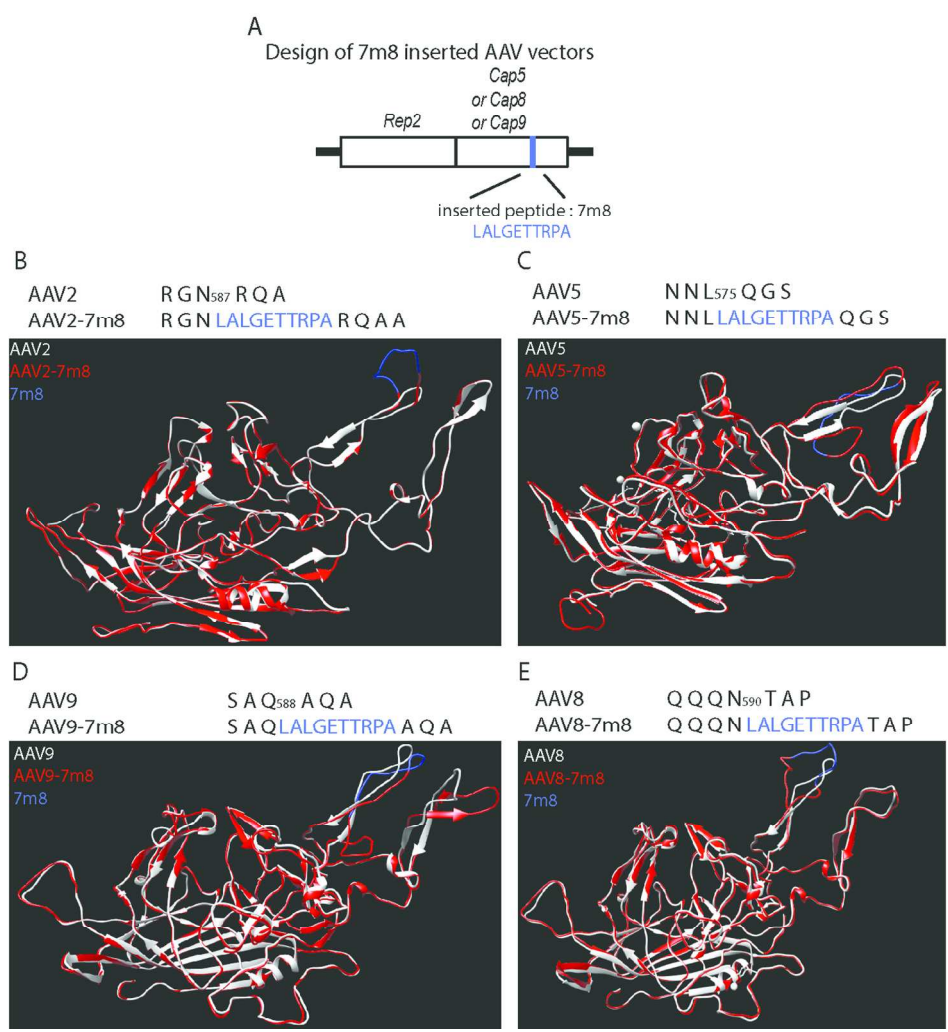 A
Design of 7m8 inserted AAV vectors
Cap5
or Cap8
or Cap9
Rep2
inserted peptide : 7m8
LALGETTRPA
B
AAV2 R G N587 R Q A
AAV2-7m8 R G N LALGETTRPA R Q A A
AAV2
AAV2-7m8
7m8
C
AAV5 N N L575 Q G S
AAV5-7m8 N N L LALGETTRPA Q G S
AAV5
AAV5-7m8
7m8
D
AAV9 S A Q588 A Q A
AAV9-7m8 S A Q LALGETTRPA A Q A
AAV9
AAV9-7m8
7m8
E
AAV8 Q Q Q N590 T A P
AAV8-7m8 Q Q Q N LALGETTRPA T A P
AAV8
AAV8-7m8
7m8